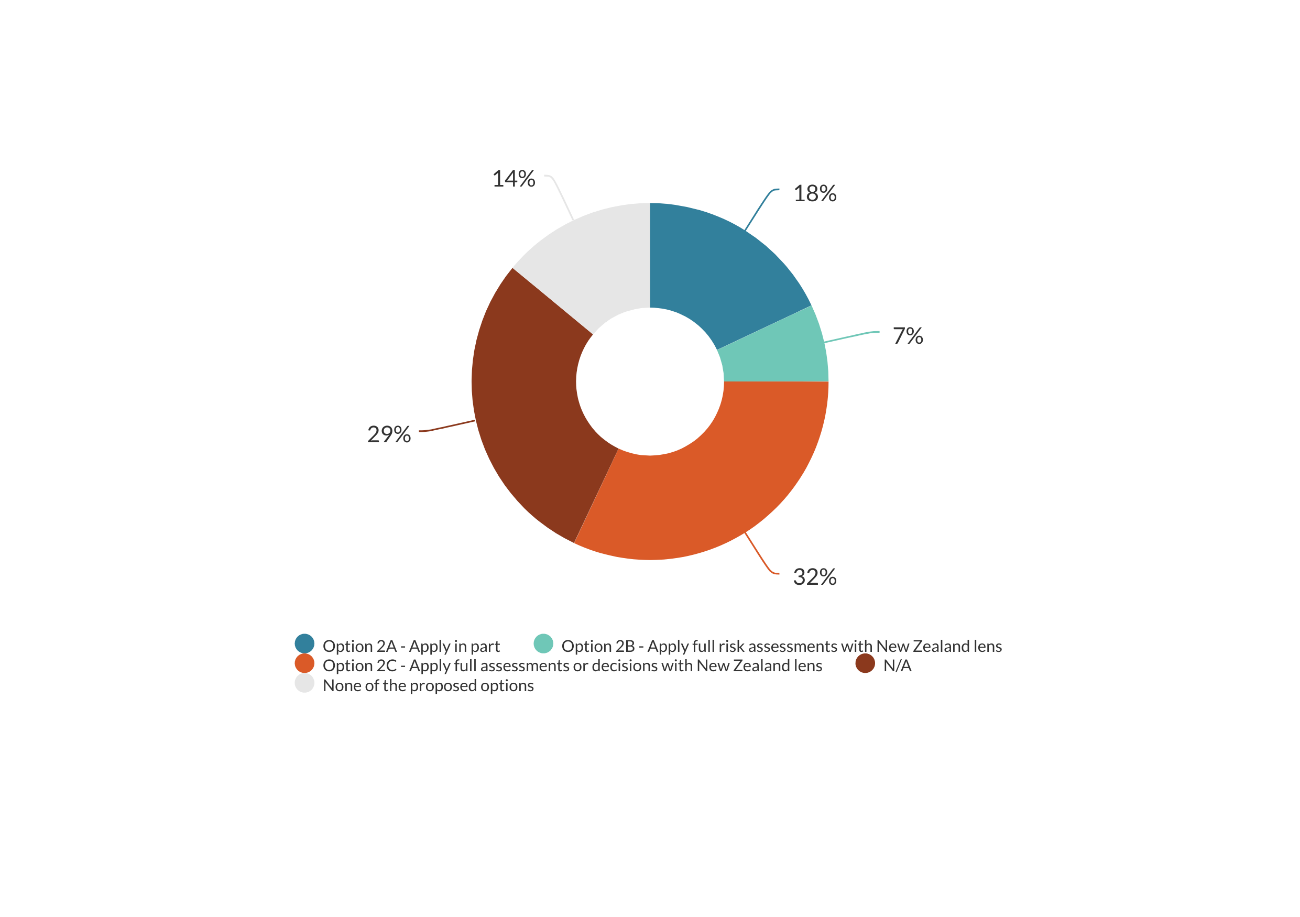 14%
18%
7%
29%
32%
Option 2A - Apply in part
Option 2B - Apply full risk assessments with New Zealand lens
Option 2C - Apply full assessments or decisions with New Zealand lens
N/A
None of the proposed options